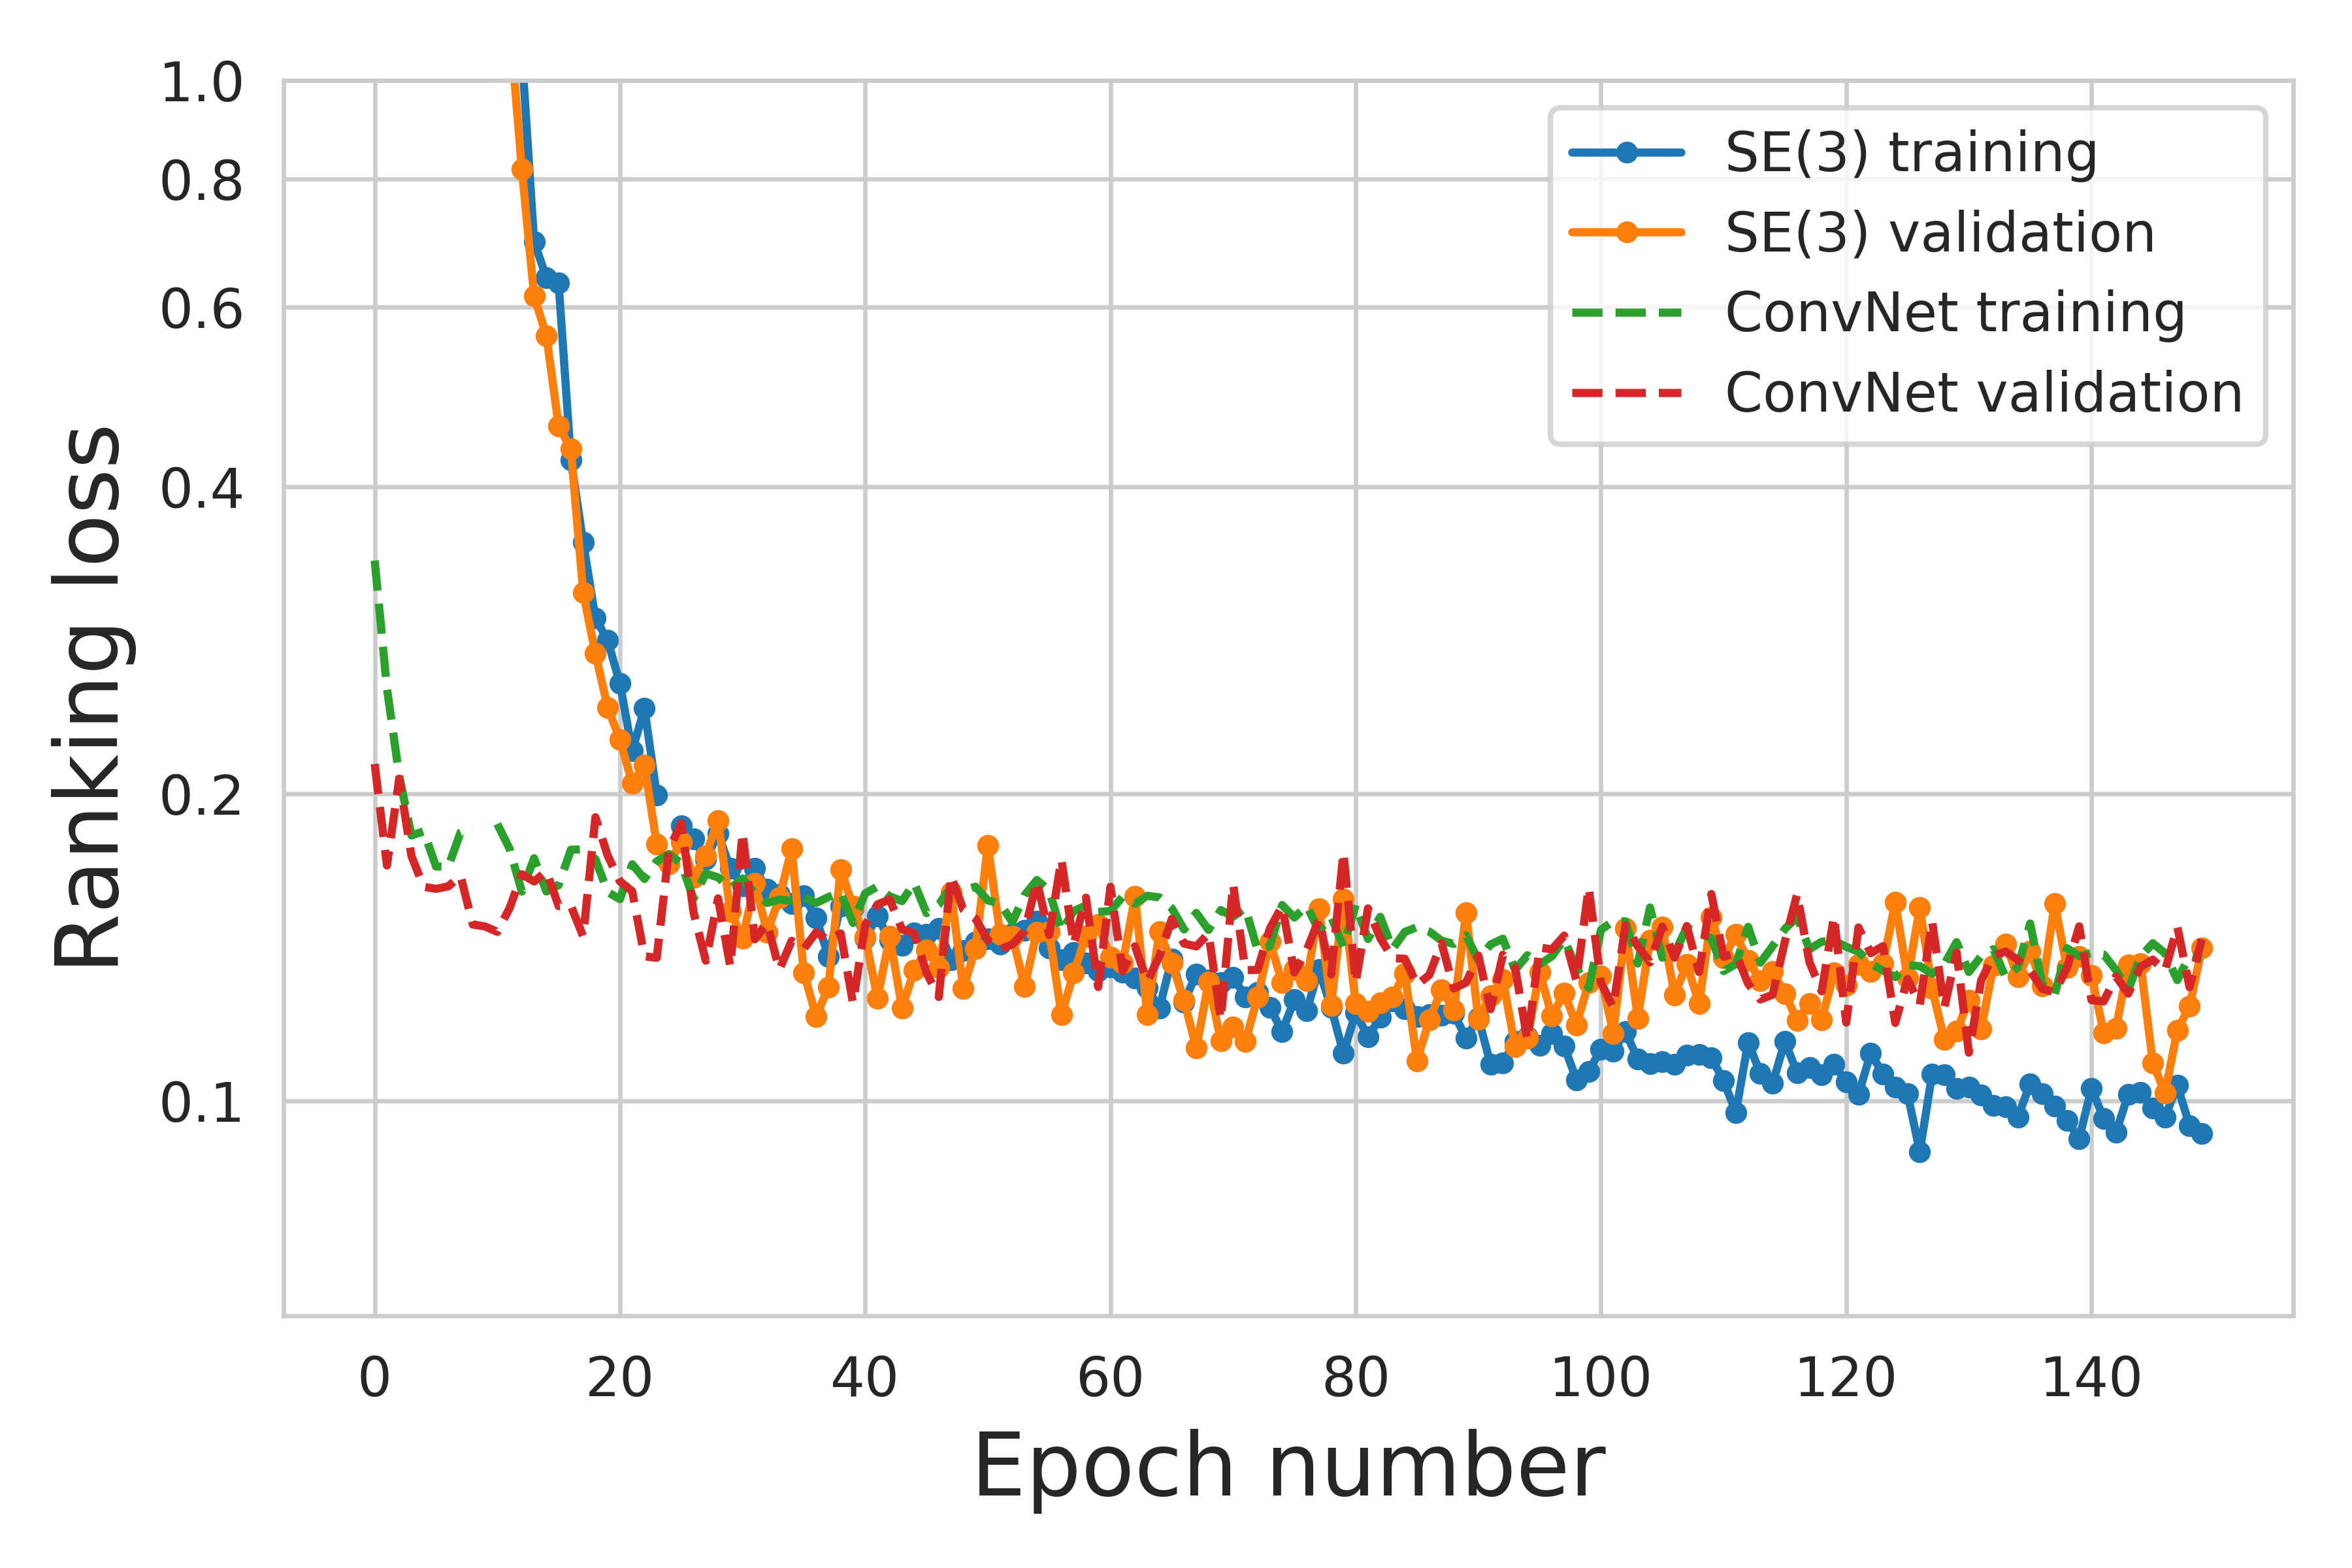 1.0
0.8
0.6
0.4
0.2
0.1
Ranking loss
SE(3) training
SE(3) validation
ConvNet training
ConvNet validation
0 20 40 60 80 100 120 140
Epoch number